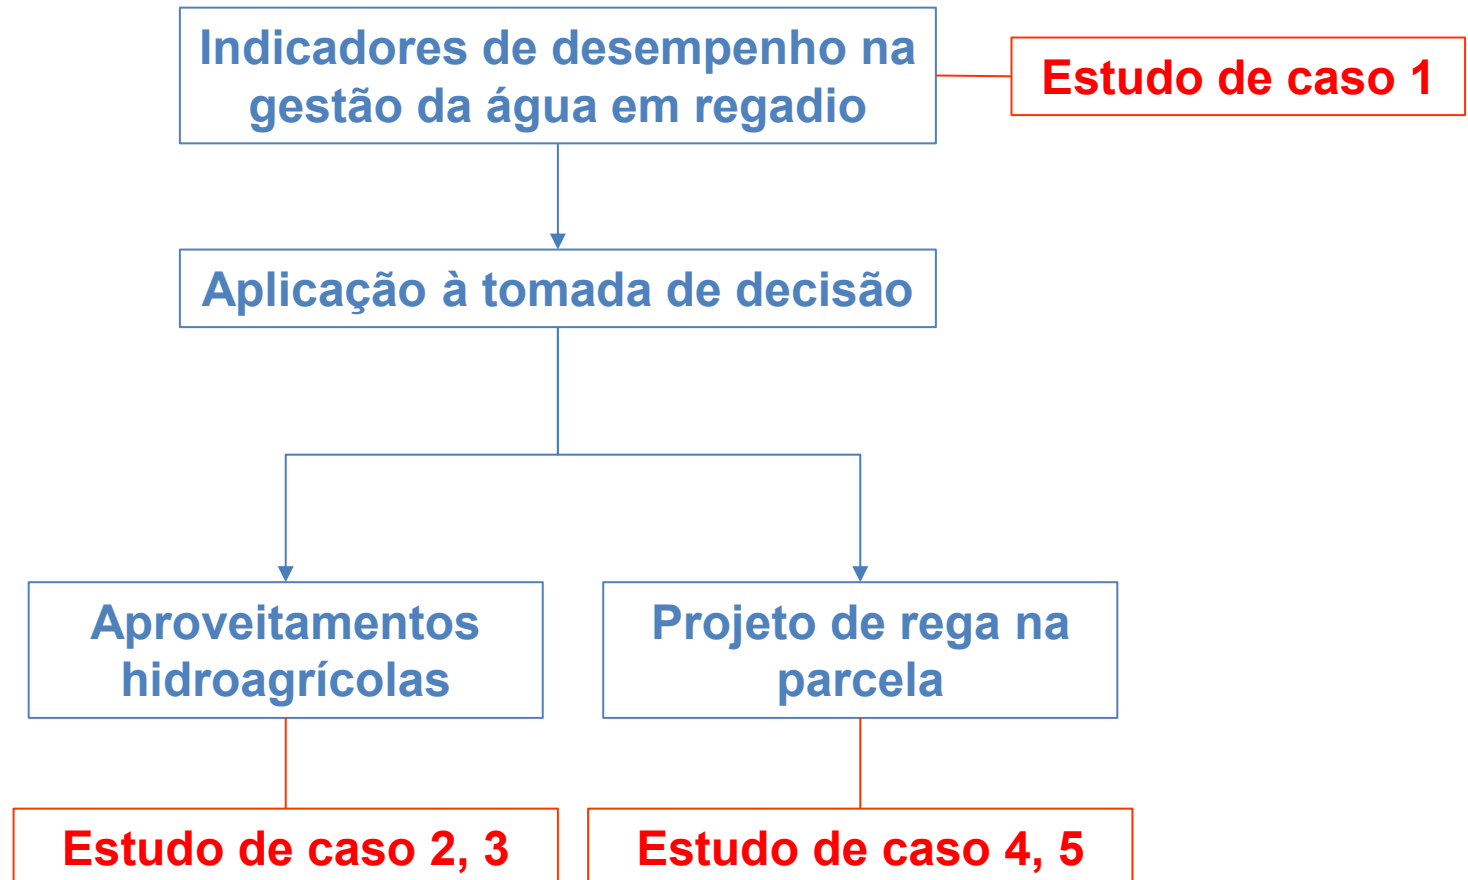 Indicadores de desempenho na
gestão da água em regadio
Estudo de caso 1
Aplicação à tomada de decisão
Aproveitamentos
hidroagrícolas
Projeto de rega na
parcela
Estudo de caso 2, 3
Estudo de caso 4, 5